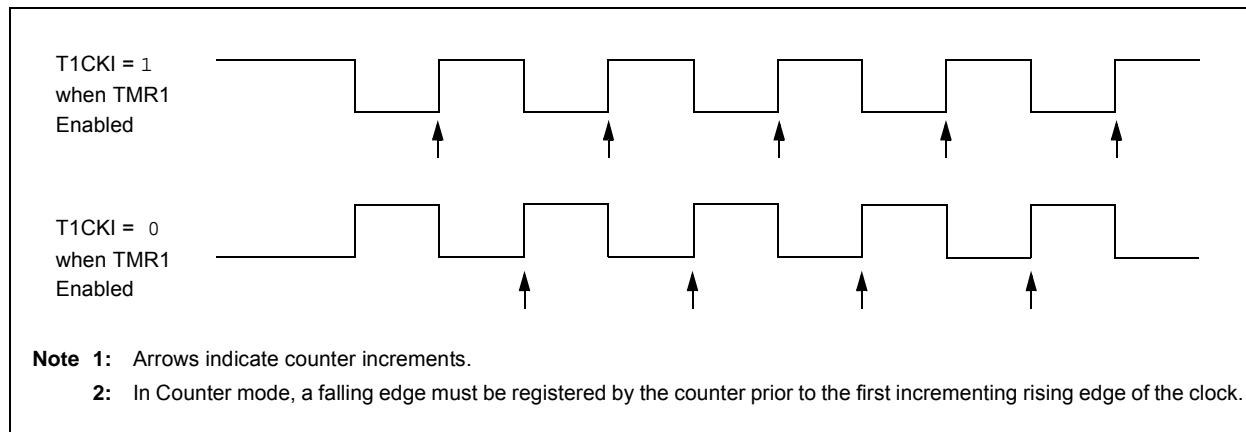 T1CKI = 1
when TMR1
Enabled
T1CKI = 0
when TMR1
Enabled
Note 1: Arrows indicate counter increments.
2: In Counter mode, a falling edge must be registered by the counter prior to the first incrementing rising edge of the clock.